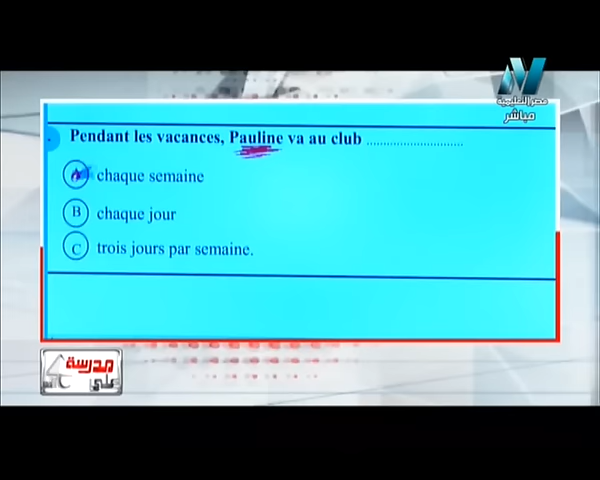 مصر التعليمية
مباشر
Pendant les vacances, Pauline va au club ............................
A chaque semaine
B chaque jour
C trois jours par semaine.
مدرسة
على